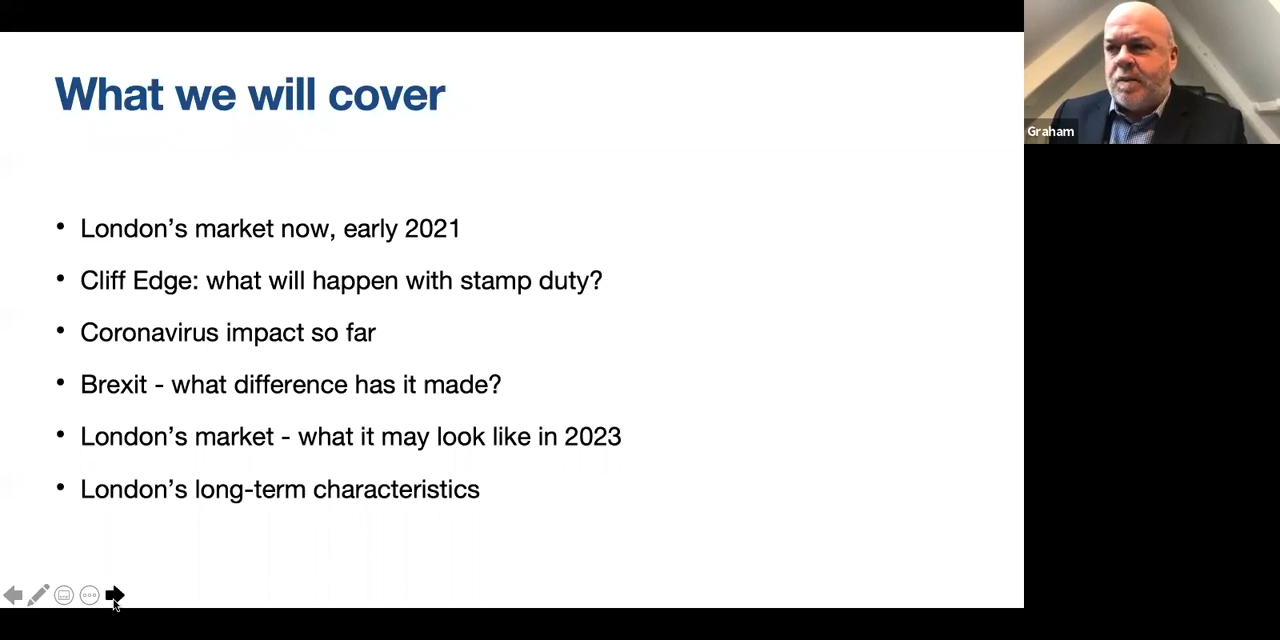 What we will cover
• London’s market now, early 2021
• Cliff Edge: what will happen with stamp duty?
• Coronavirus impact so far
• Brexit - what difference has it made?
• London’s market - what it may look like in 2023
• London’s long-term characteristics
Graham